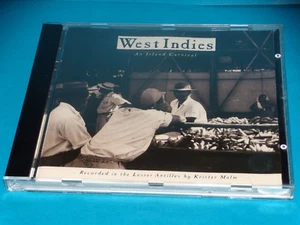 West Indies
An Island Carnival
Recorded in the Lesser Antilles by Krister Malm